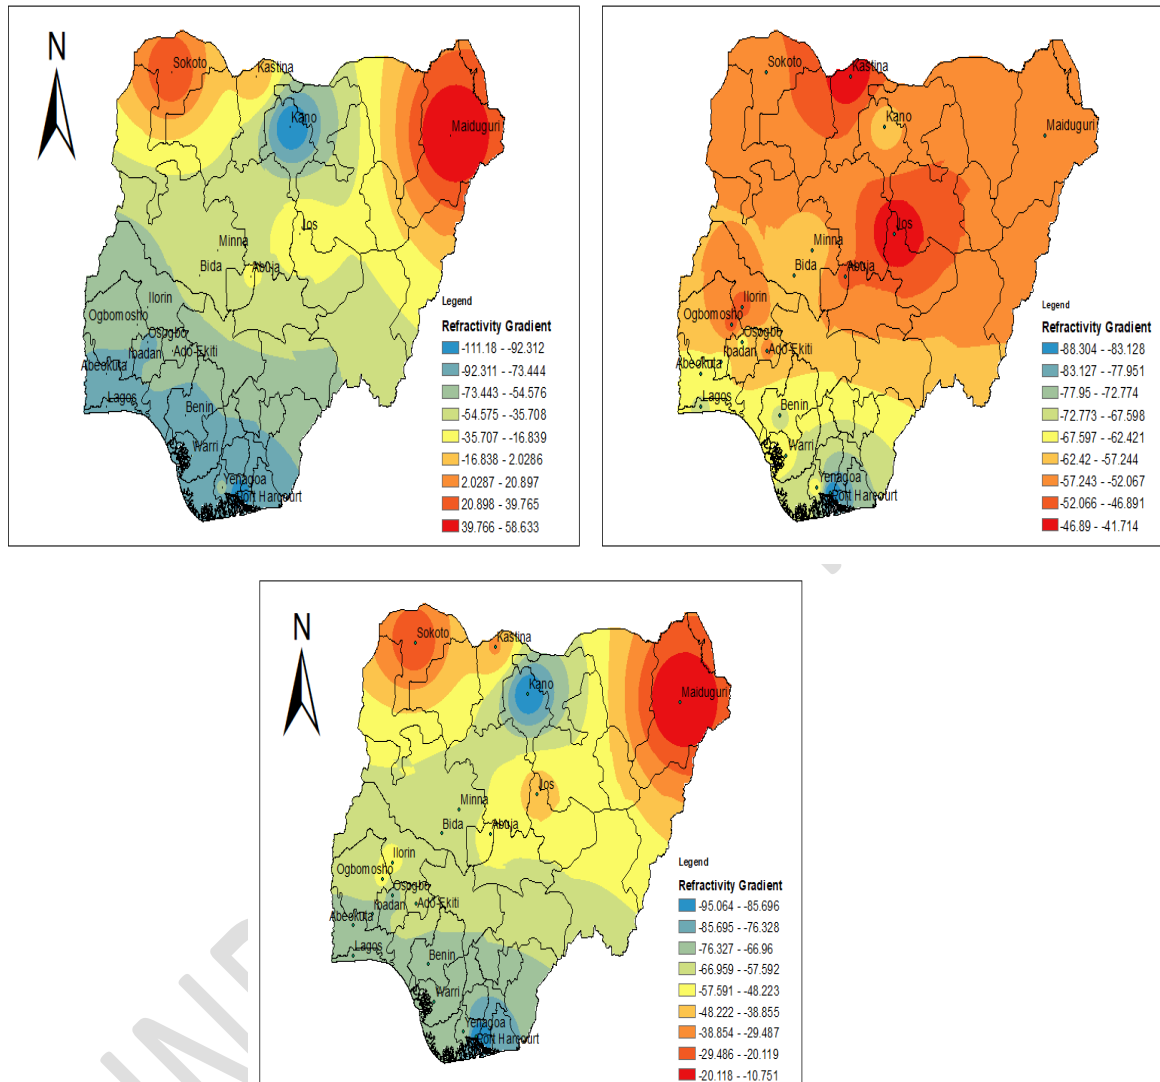 N
Sokoto
Kastina
Kano
Maiduguri
Jos
Minna
Bida
Abuja
Ilorin
Ogbomosho
Osogbo
Ibadan
Ado-Ekiti
Abeokuta
Lagos
Benin
Warri
Yenagoa
Port Harcourt
Legend
Refractivity Gradient
-111.18 - -92.312
-92.311 - -73.444
-73.443 - -54.576
-54.575 - -35.708
-35.707 - -16.839
-16.838 - 2.0286
2.0287 - 20.897
20.898 - 39.765
39.766 - 58.633
Sokoto
Kastina
Kano
Maiduguri
Jos
Minna
Bida
Abuja
Ilorin
Ogbomosho
Osogbo
Ibadan
Ado-Ekiti
Abeokuta
Lagos
Benin
Warri
Yenagoa
Port Harcourt
Legend
Refractivity Gradient
-88.304 - -83.128
-83.127 - -77.951
-77.95 - -72.774
-72.773 - -67.598
-67.597 - -62.421
-62.42 - -57.244
-57.243 - -52.067
-52.066 - -46.891
-46.89 - -41.714
N
Sokoto
Kastina
Kano
Maiduguri
Jos
Minna
Bida
Abuja
Ilorin
Ogbomosho
Osogbo
Ibadan
Ado-Ekiti
Abeokuta
Lagos
Benin
Warri
Yenagoa
Port Harcourt
Legend
Refractivity Gradient
-95.064 - -85.696
-85.695 - -76.328
-76.327 - -66.96
-66.959 - -57.592
-57.591 - -48.223
-48.222 - -38.855
-38.854 - -29.487
-29.486 - -20.119
-20.118 - -10.751